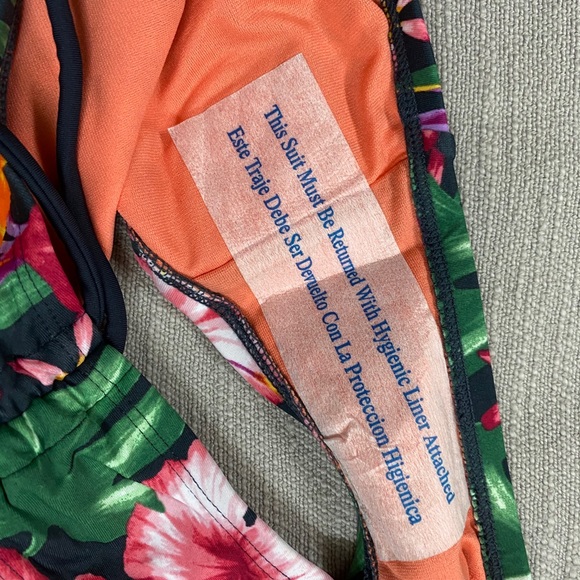 This Suit Must Be Returned With Hygienic Liner Attached
Este Traje Debe Ser Devuelto Con La Proteccion Higienica